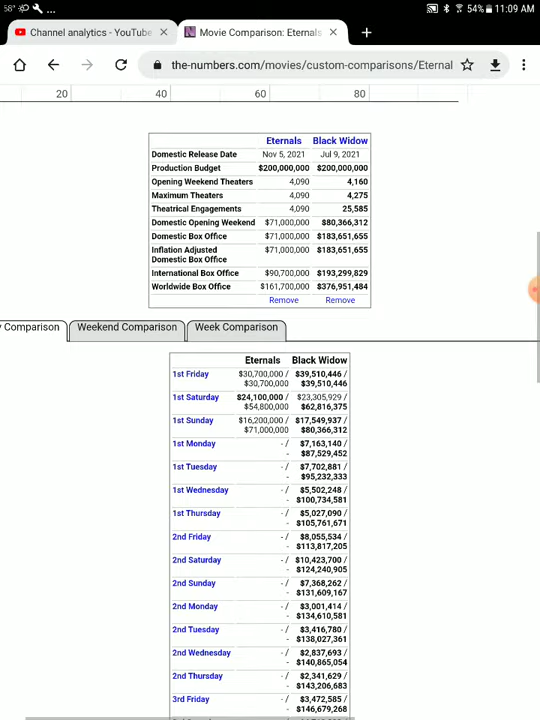 58° 54% 11:09 AM
Channel analytics - YouTube × Movie Comparison: Eternals × +
the-numbers.com/movies/custom-comparisons/Eternal
20 40 60 80
Eternals Black Widow
Domestic Release Date Nov 5, 2021 Jul 9, 2021
Production Budget $200,000,000 $200,000,000
Opening Weekend Theaters 4,090 4,160
Maximum Theaters 4,090 4,275
Theatrical Engagements 4,090 25,585
Domestic Opening Weekend $71,000,000 $80,366,312
Domestic Box Office $71,000,000 $183,651,655
Inflation Adjusted $71,000,000 $183,651,655
Domestic Box Office
International Box Office $90,700,000 $193,299,829
Worldwide Box Office $161,700,000 $376,951,484
Remove Remove
Comparison Weekend Comparison Week Comparison
Eternals Black Widow
1st Friday $30,700,000 / $39,510,446 /
$30,700,000 $39,510,446
1st Saturday $24,100,000 / $23,305,929 /
$54,800,000 $62,816,375
1st Sunday $16,200,000 / $17,549,937 /
$71,000,000 $80,366,312
1st Monday - / $7,163,140 /
- $87,529,452
1st Tuesday - / $7,702,881 /
- $95,232,333
1st Wednesday - / $5,502,248 /
- $100,734,581
1st Thursday - / $5,027,090 /
- $105,761,671
2nd Friday - / $8,055,534 /
- $113,817,205
2nd Saturday - / $10,423,700 /
- $124,240,905
2nd Sunday - / $7,368,262 /
- $131,609,167
2nd Monday - / $3,001,414 /
- $134,610,581
2nd Tuesday - / $3,416,780 /
- $138,027,361
2nd Wednesday - / $2,837,693 /
- $140,865,054
2nd Thursday - / $2,341,629 /
- $143,206,683
3rd Friday - / $3,472,585 /
- $146,679,268